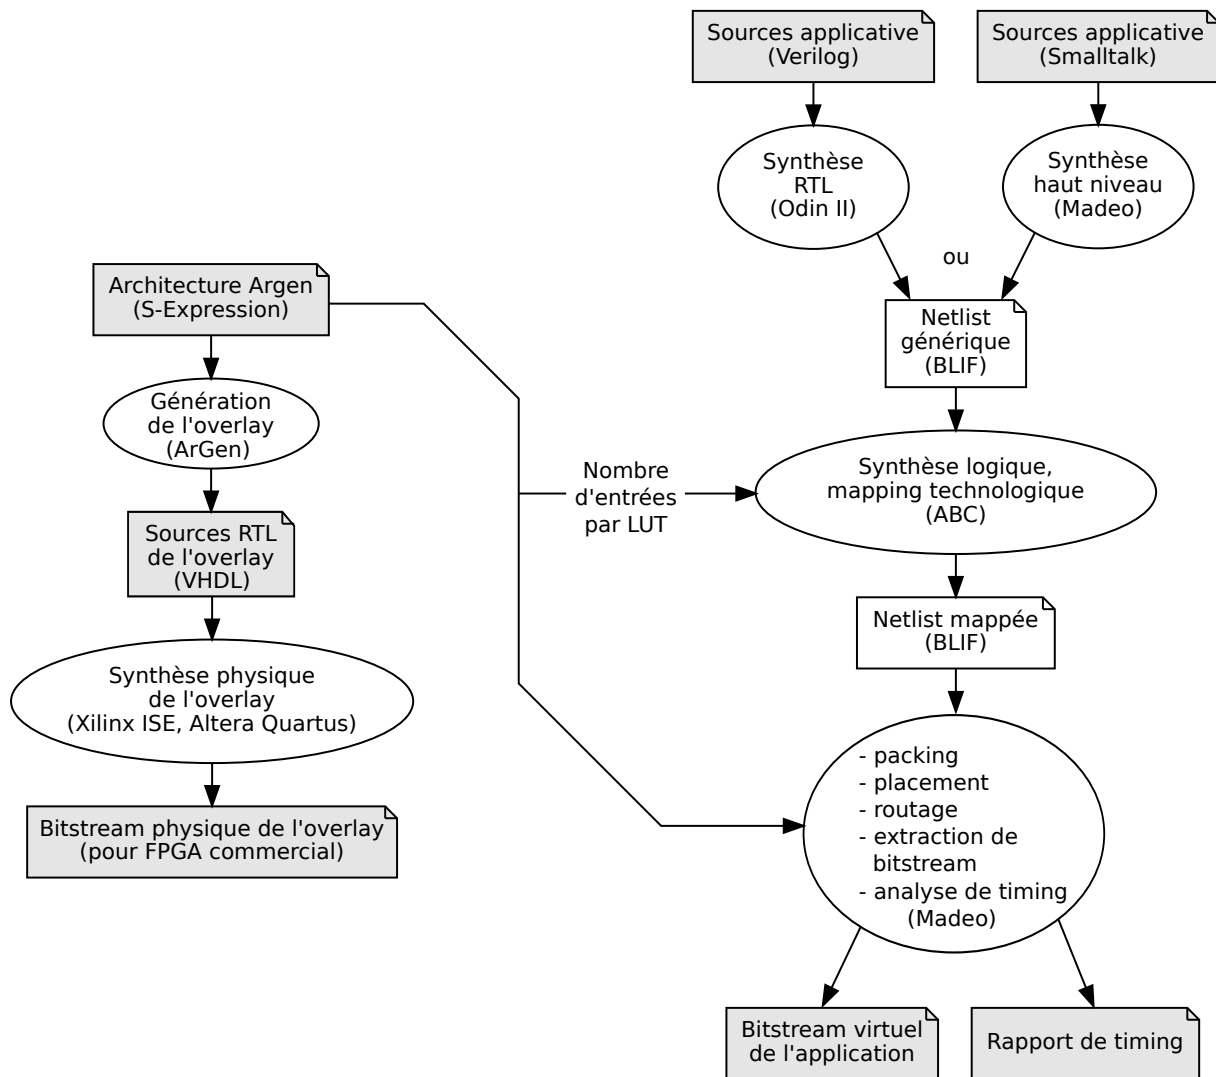 Sources applicative
(Verilog)
Sources applicative
(Smalltalk)
Synthèse
RTL
(Odin II)
Synthèse
haut niveau
(Madeo)
ou
Architecture Argen
(S-Expression)
Netlist
générique
(BLIF)
Génération
de l'overlay
(ArGen)
Nombre
d'entrées
par LUT
Synthèse logique,
mapping technologique
(ABC)
Sources RTL
de l'overlay
(VHDL)
Netlist mappée
(BLIF)
Synthèse physique
de l'overlay
(Xilinx ISE, Altera Quartus)
- packing
- placement
- routage
- extraction de
bitstream
- analyse de timing
(Madeo)
Bitstream physique de l'overlay
(pour FPGA commercial)
Bitstream virtuel
de l'application
Rapport de timing